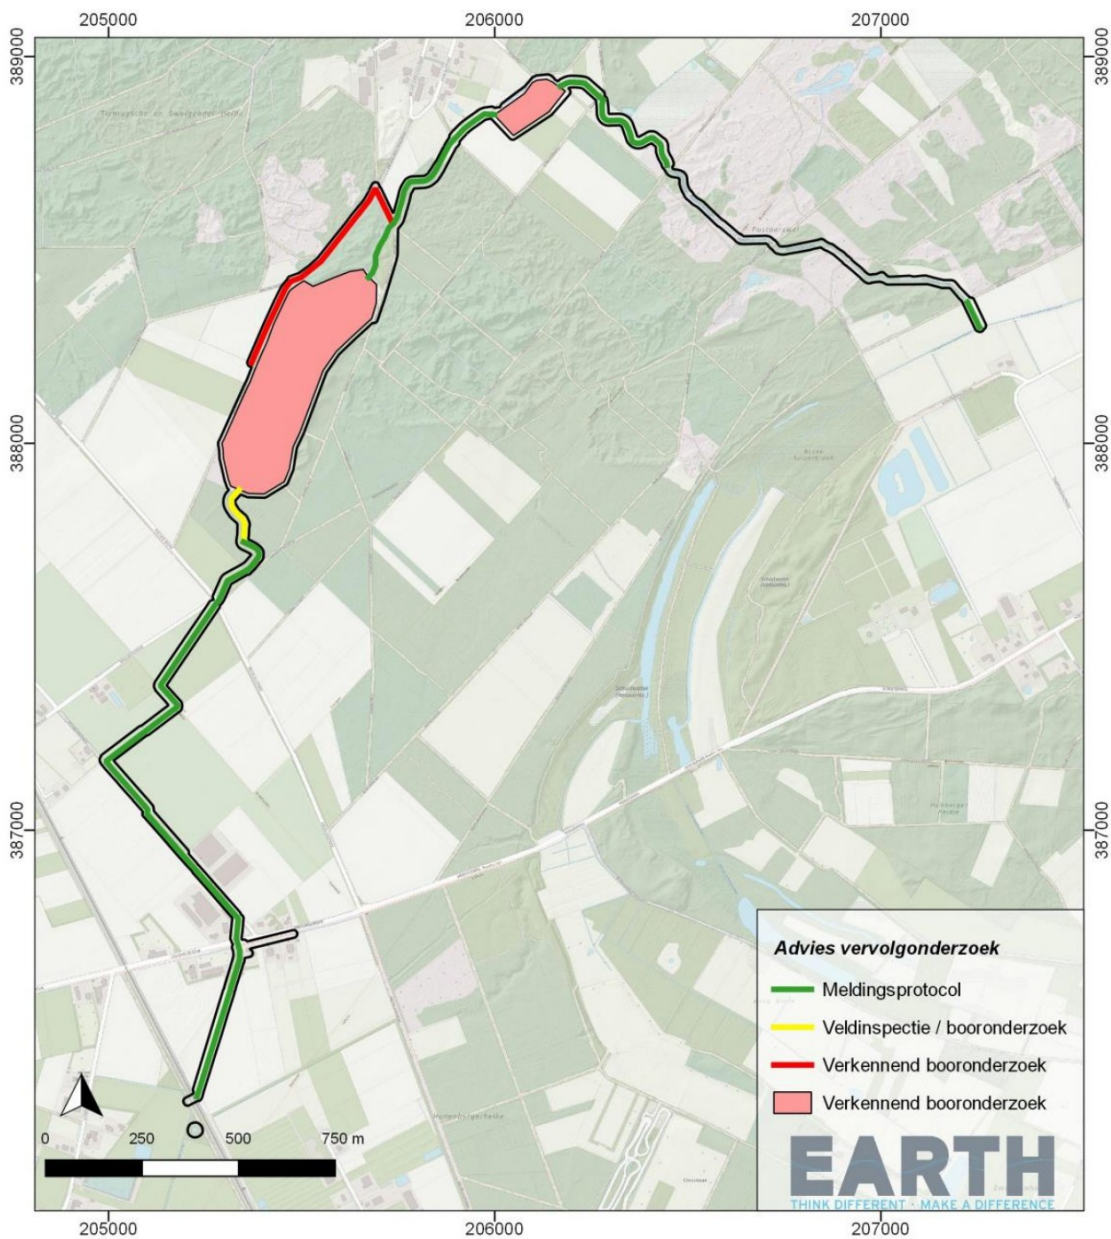 205000
206000
207000
389000
389000
388000
388000
387000
387000
Advies vervolgonderzoek
Meldingsprotocol
Veldinspectie / booronderzoek
Verkennend booronderzoek
Verkennend booronderzoek
0 250 500 750 m
EARTH
THINK DIFFERENT · MAKE A DIFFERENCE
205000
206000
207000